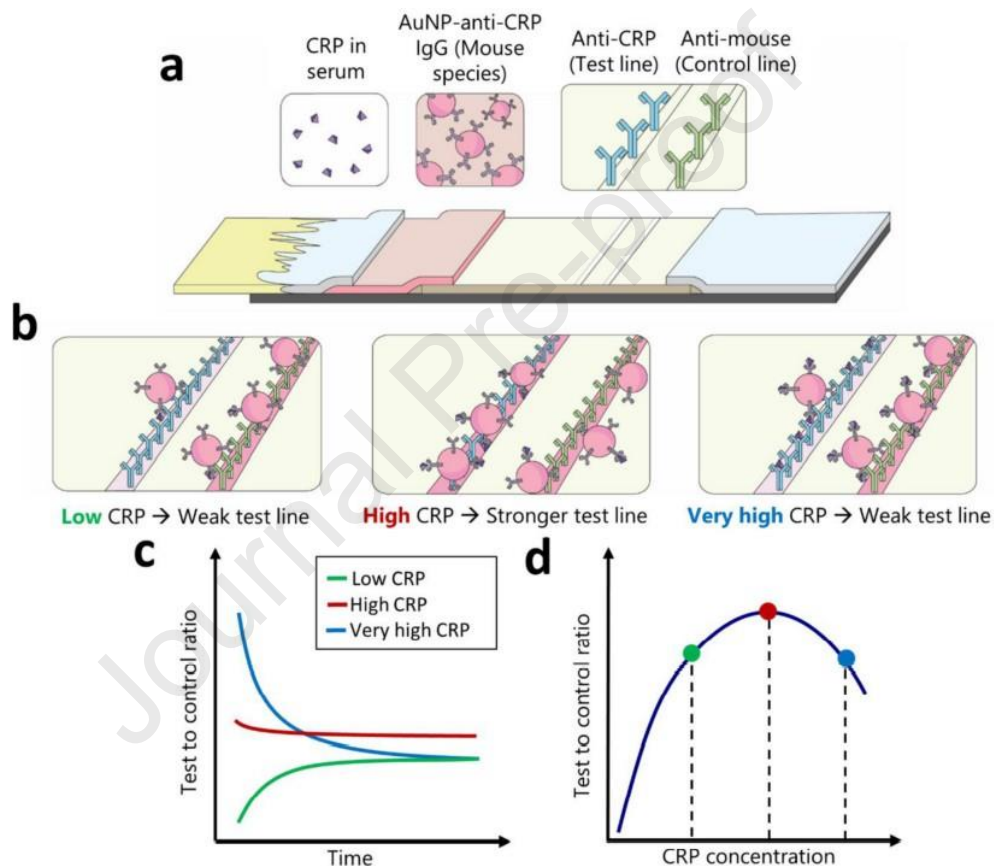 a
CRP in
serum
AuNP-anti-CRP
IgG (Mouse
species)
Anti-CRP
(Test line)
Anti-mouse
(Control line)
b
Low CRP → Weak test line
High CRP → Stronger test line
Very high CRP → Weak test line
c
Test to control ratio
Low CRP
High CRP
Very high CRP
Time
d
Test to control ratio
CRP concentration
Journal Pre-proof